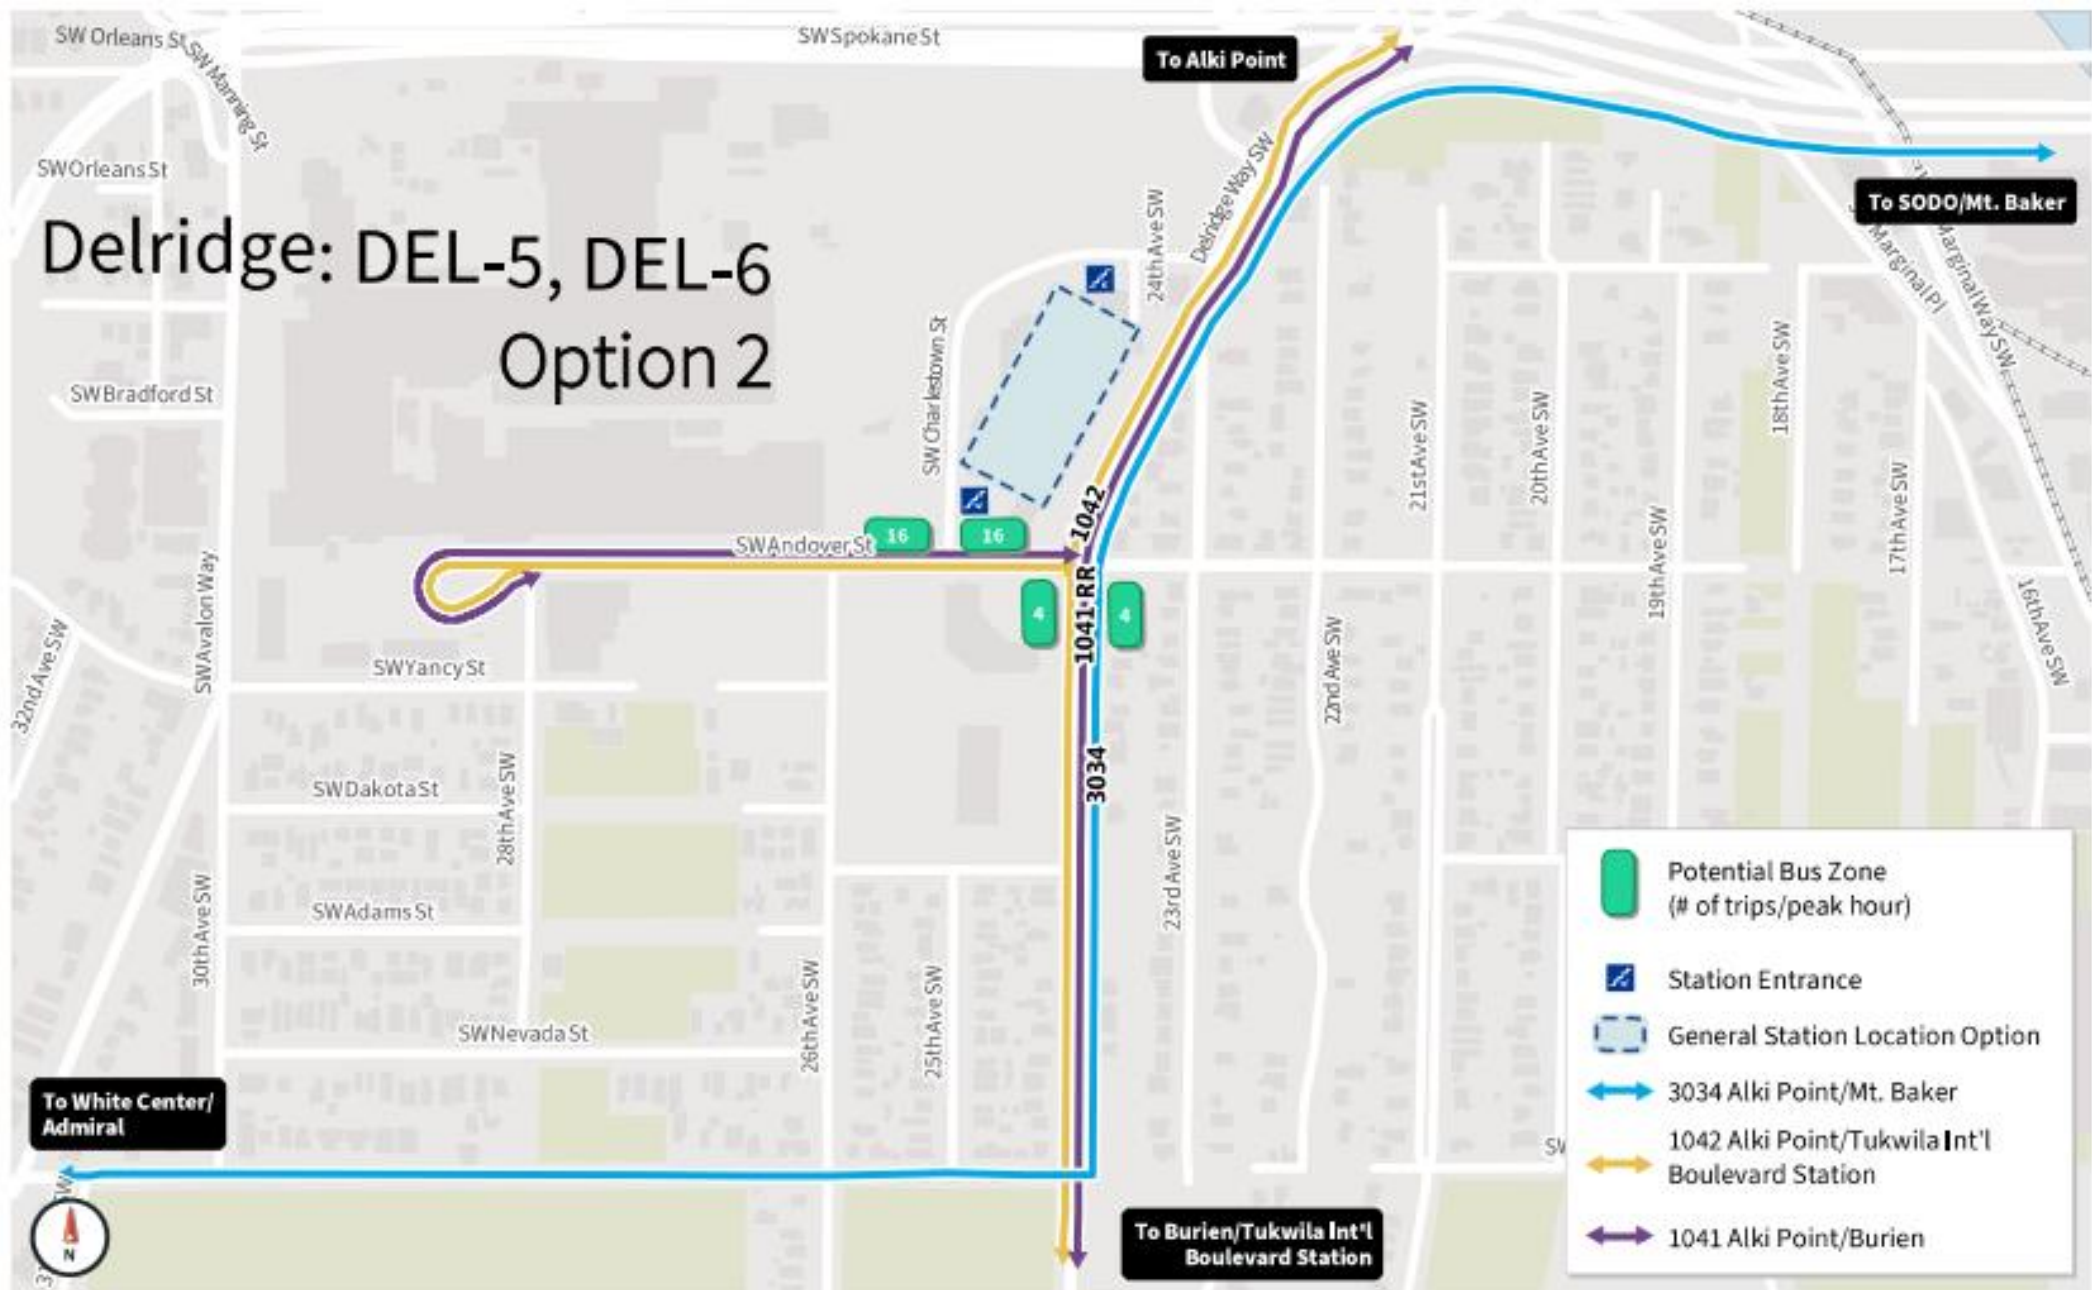 SW Orleans St
SW Manning St
SW Spokane St
To Alki Point
SW Orleans St
Delridge Way SW
24th Ave SW
To SODO/Mt. Baker
Marginal Pl
Marginal Way SW
Delridge: DEL-5, DEL-6
Option 2
SW Charlestown St
SW Bradford St
18th Ave SW
21st Ave SW
20th Ave SW
17th Ave SW
19th Ave SW
16th Ave SW
1042
16
16
SW Andover St
SW Avalon Way
1041-RR
4
4
32nd Ave SW
SW Yancy St
22nd Ave SW
3034
SW Dakota St
28th Ave SW
23rd Ave SW
SW Adams St
30th Ave SW
26th Ave SW
25th Ave SW
SW Nevada St
To White Center/
Admiral
SW
SW
N
To Burien/Tukwila Int'l
Boulevard Station
Potential Bus Zone
(# of trips/peak hour)
Station Entrance
General Station Location Option
3034 Alki Point/Mt. Baker
1042 Alki Point/Tukwila Int'l
Boulevard Station
1041 Alki Point/Burien